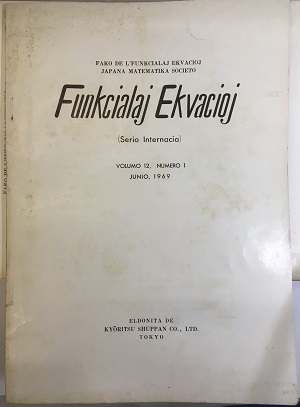 FAKO DE L'FUNKCIALAJ EKVACIOJ
JAPANA MATEMATIKA SOCIETO
Funkcialaj Ekvacioj
(Serio Internacia)
VOLUMO 12, NUMERO 1
JUNIO, 1969
ELDONITA DE
KYŌRITSU SHUPPAN CO., LTD.
TOKYO